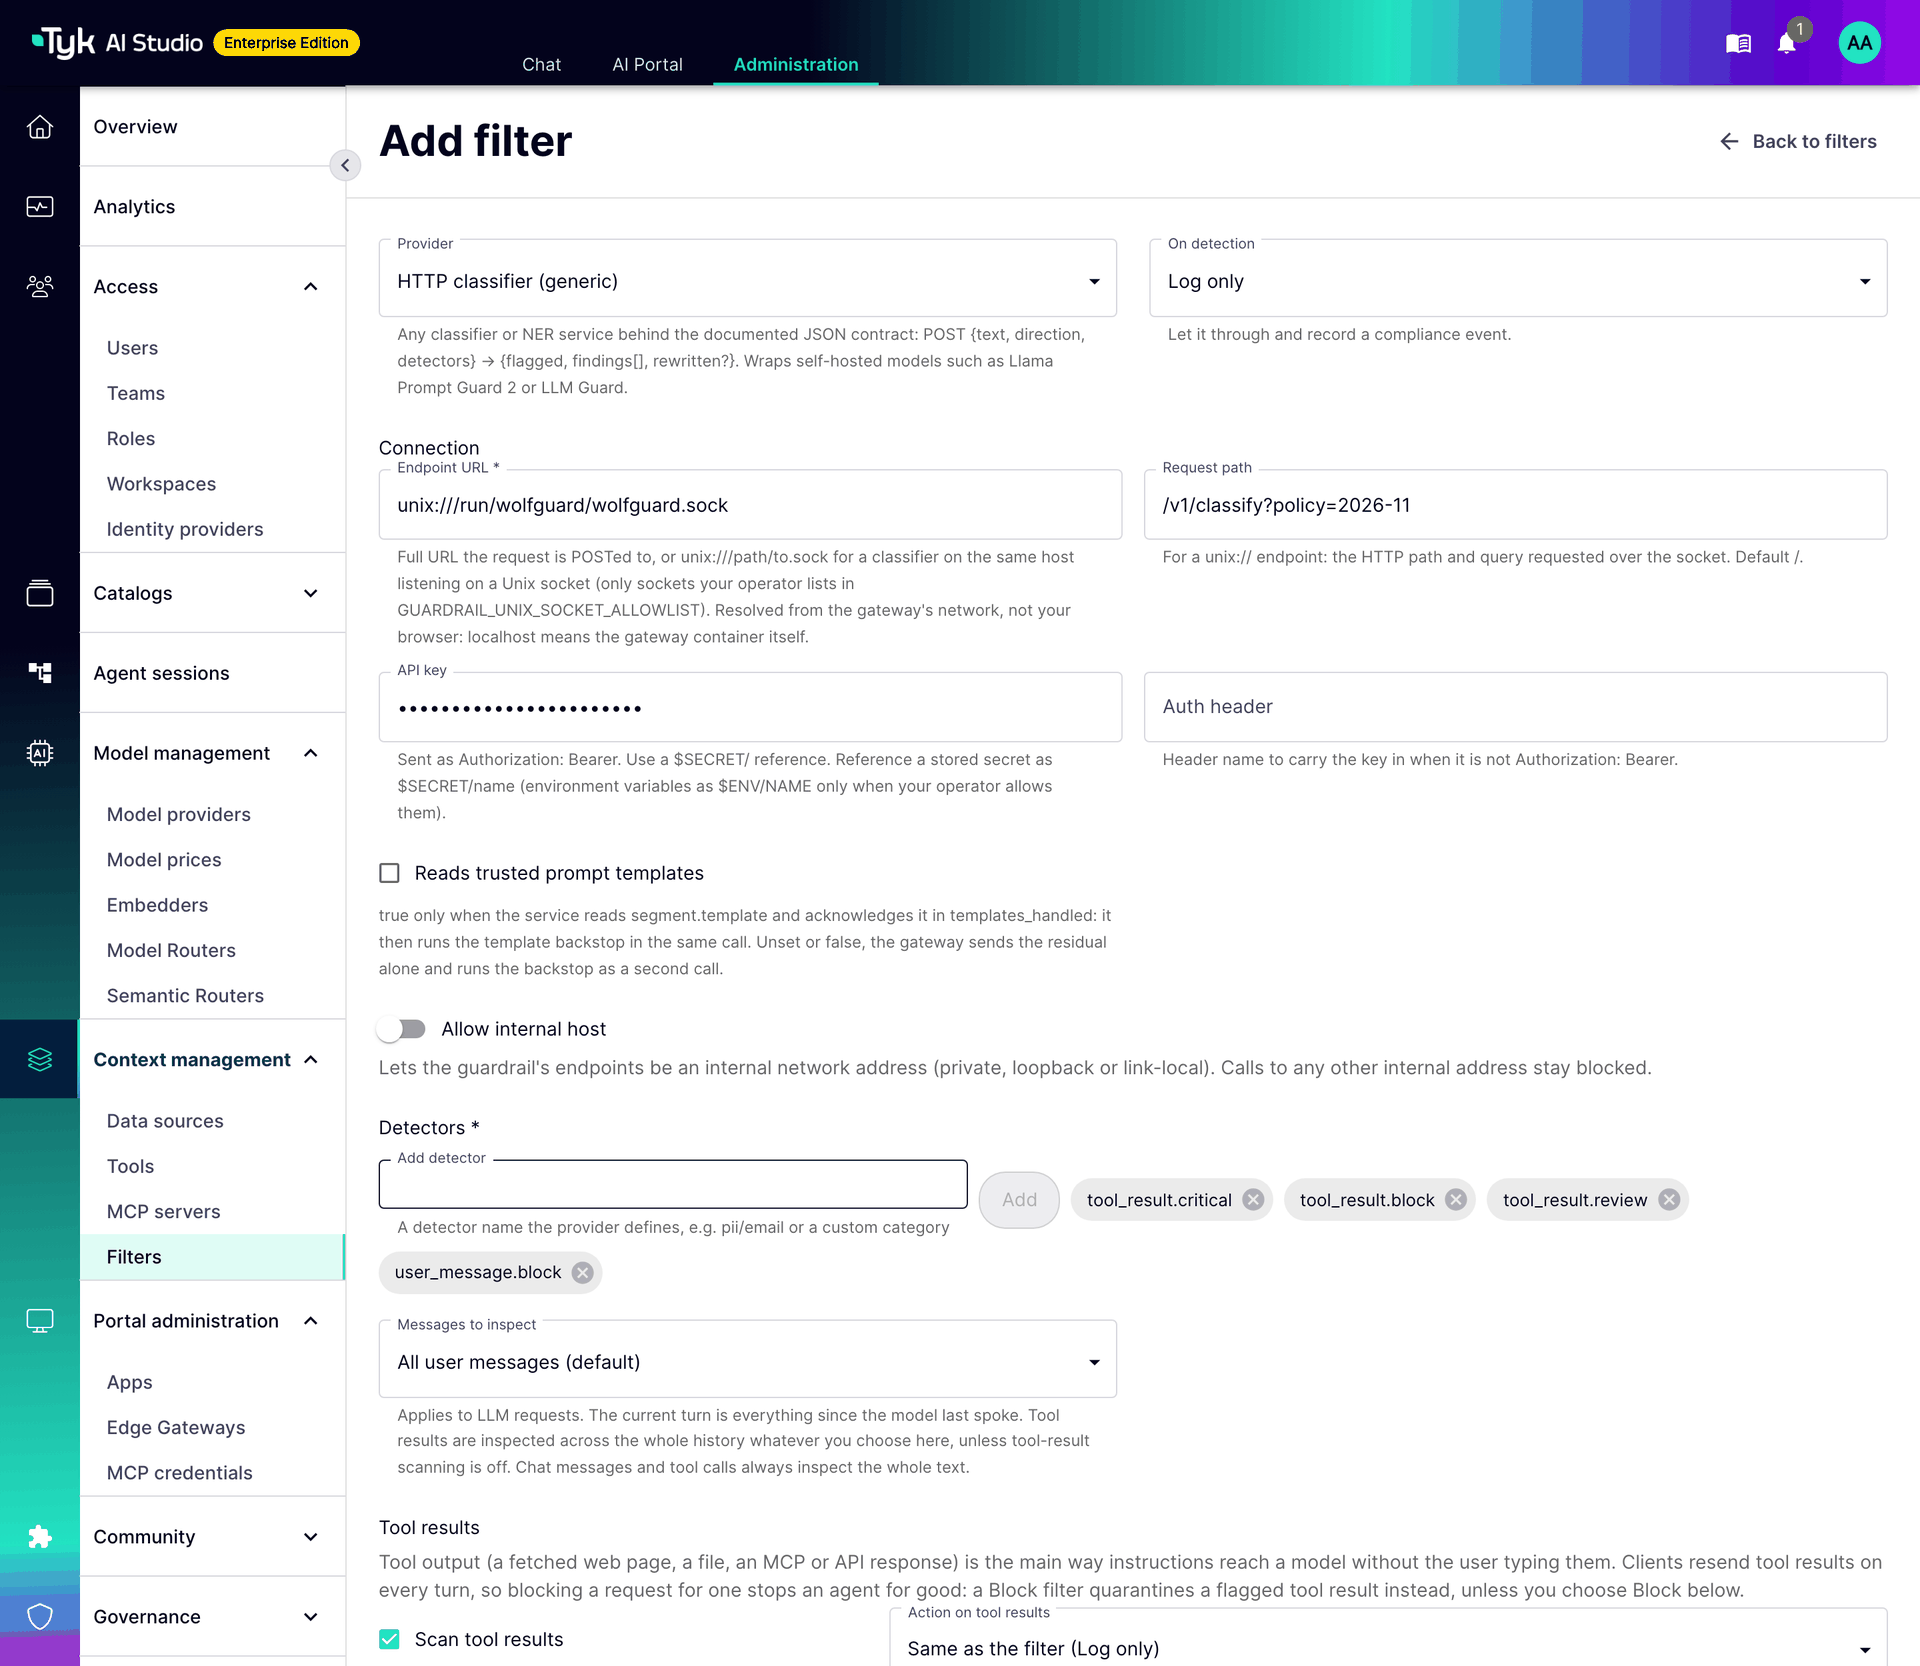 Tyk AI Studio Enterprise Edition
Chat
AI Portal
Administration
1
AA
Overview
Analytics
Access
Users
Teams
Roles
Workspaces
Identity providers
Catalogs
Agent sessions
Model management
Model providers
Model prices
Embedders
Model Routers
Semantic Routers
Context management
Data sources
Tools
MCP servers
Filters
Portal administration
Apps
Edge Gateways
MCP credentials
Community
Governance
AI
Add filter
Back to filters
Provider
HTTP classifier (generic)
Any classifier or NER service behind the documented JSON contract: POST {text, direction,
detectors} → {flagged, findings[], rewritten?}. Wraps self-hosted models such as Llama
Prompt Guard 2 or LLM Guard.
On detection
Log only
Let it through and record a compliance event.
Connection
Endpoint URL *
unix:///run/wolfguard/wolfguard.sock
Full URL the request is POSTed to, or unix:///path/to.sock for a classifier on the same host
listening on a Unix socket (only sockets your operator lists in
GUARDRAIL_UNIX_SOCKET_ALLOWLIST). Resolved from the gateway's network, not your
browser: localhost means the gateway container itself.
Request path
/v1/classify?policy=2026-11
For a unix:// endpoint: the HTTP path and query requested over the socket. Default /.
API key
•••••••••••••••••••••••
Sent as Authorization: Bearer. Use a $SECRET/ reference. Reference a stored secret as
$SECRET/name (environment variables as $ENV/NAME only when your operator allows
them).
Auth header
Header name to carry the key in when it is not Authorization: Bearer.
Reads trusted prompt templates
true only when the service reads segment.template and acknowledges it in templates_handled: it
then runs the template backstop in the same call. Unset or false, the gateway sends the residual
alone and runs the backstop as a second call.
Allow internal host
Lets the guardrail's endpoints be an internal network address (private, loopback or link-local). Calls to any other internal address stay blocked.
Detectors *
Add detector
Add
tool_result.critical
tool_result.block
tool_result.review
A detector name the provider defines, e.g. pii/email or a custom category
user_message.block
Messages to inspect
All user messages (default)
Applies to LLM requests. The current turn is everything since the model last spoke. Tool
results are inspected across the whole history whatever you choose here, unless tool-result
scanning is off. Chat messages and tool calls always inspect the whole text.
Tool results
Tool output (a fetched web page, a file, an MCP or API response) is the main way instructions reach a model without the user typing them. Clients resend tool results on
every turn, so blocking a request for one stops an agent for good: a Block filter quarantines a flagged tool result instead, unless you choose Block below.
Scan tool results
Action on tool results
Same as the filter (Log only)